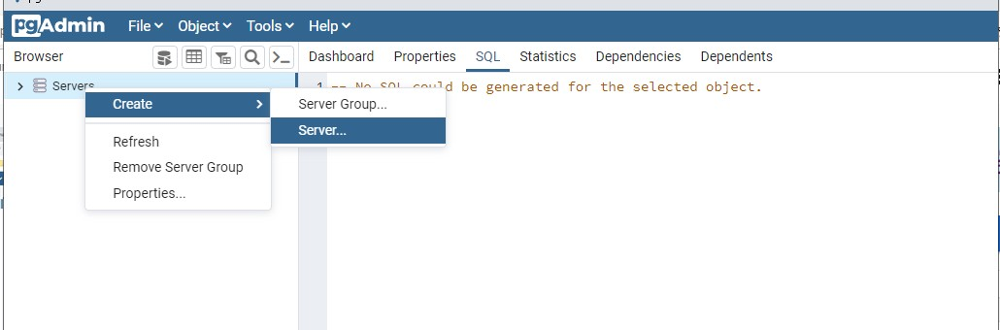 pgAdmin File Object Tools Help
Browser Dashboard Properties SQL Statistics Dependencies Dependents
Servers
1 -- No SQL could be generated for the selected object.
Create
Server Group...
Server...
Refresh
Remove Server Group
Properties...